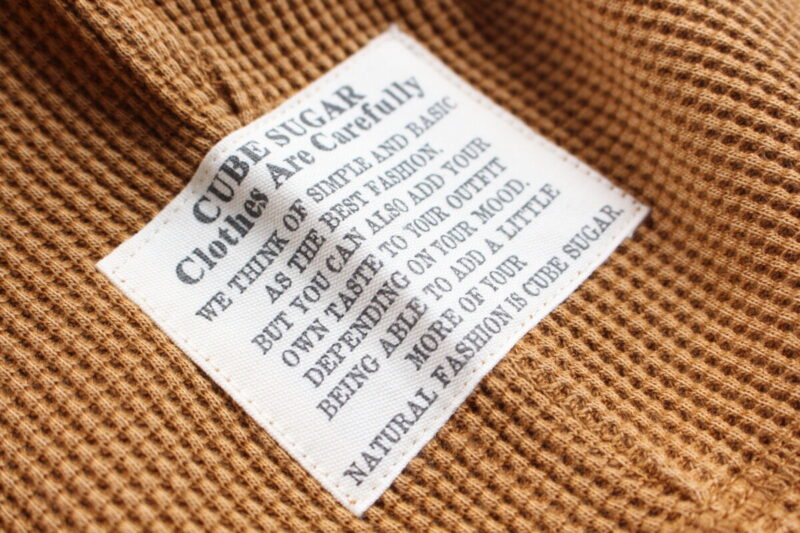 CUBE SUGAR
Clothes Are Carefully
WE THINK OF SIMPLE AND BASIC
AS THE BEST FASHION.
BUT YOU CAN ALSO ADD YOUR
OWN TASTE TO YOUR OUTFIT
DEPENDING ON YOUR MOOD.
BEING ABLE TO ADD A LITTLE
MORE OF YOUR
NATURAL FASHION IS CUBE SUGAR.